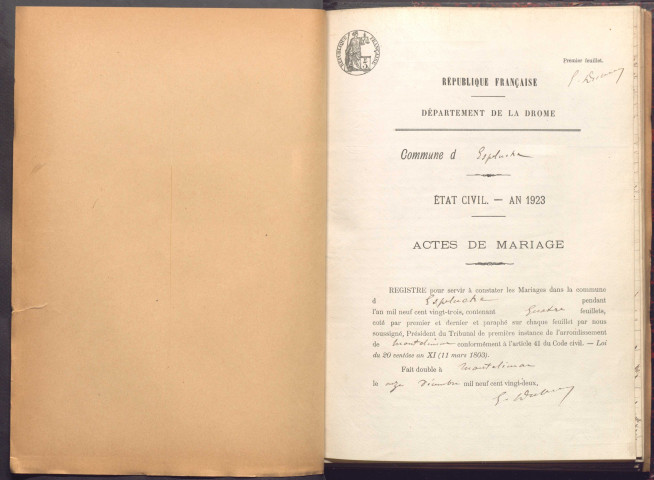 RÉPUBLIQUE FRANÇAISE
Premier feuillet.
RÉPUBLIQUE FRANÇAISE
DÉPARTEMENT DE LA DROME
Commune d Espeluche
ÉTAT CIVIL. — AN 1923
ACTES DE MARIAGE
REGISTRE pour servir à constater les Mariages dans la commune
d Espeluche pendant
l'an mil neuf cent vingt-trois, contenant quatre feuillets,
coté par premier et dernier et paraphé sur chaque feuillet par nous
soussigné, Président du Tribunal de première instance de l'arrondissement
de Montélimar conformément à l'article 41 du Code civil. — Loi
du 20 ventôse an XI (11 mars 1803).
Fait double à Montélimar
le onze Décembre mil neuf cent vingt-deux,